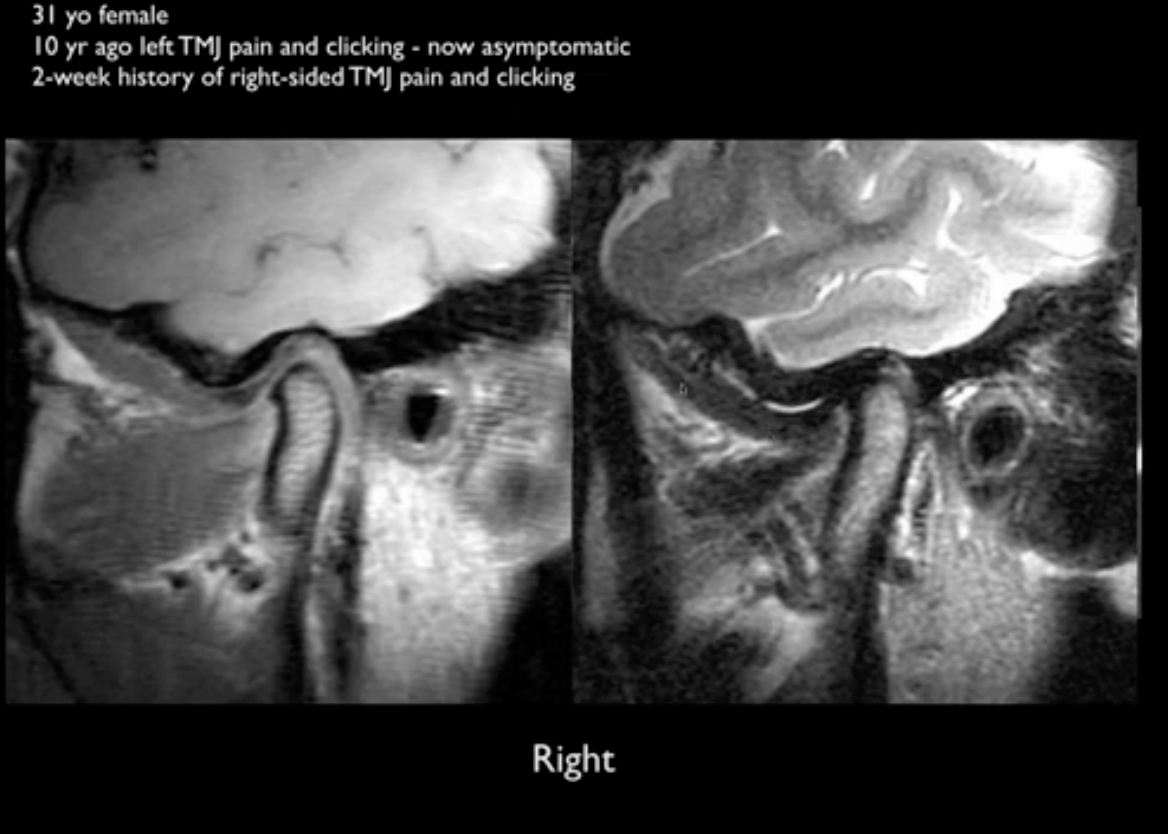 31 yo female
10 yr ago left TMJ pain and clicking - now asymptomatic
2-week history of right-sided TMJ pain and clicking
Right